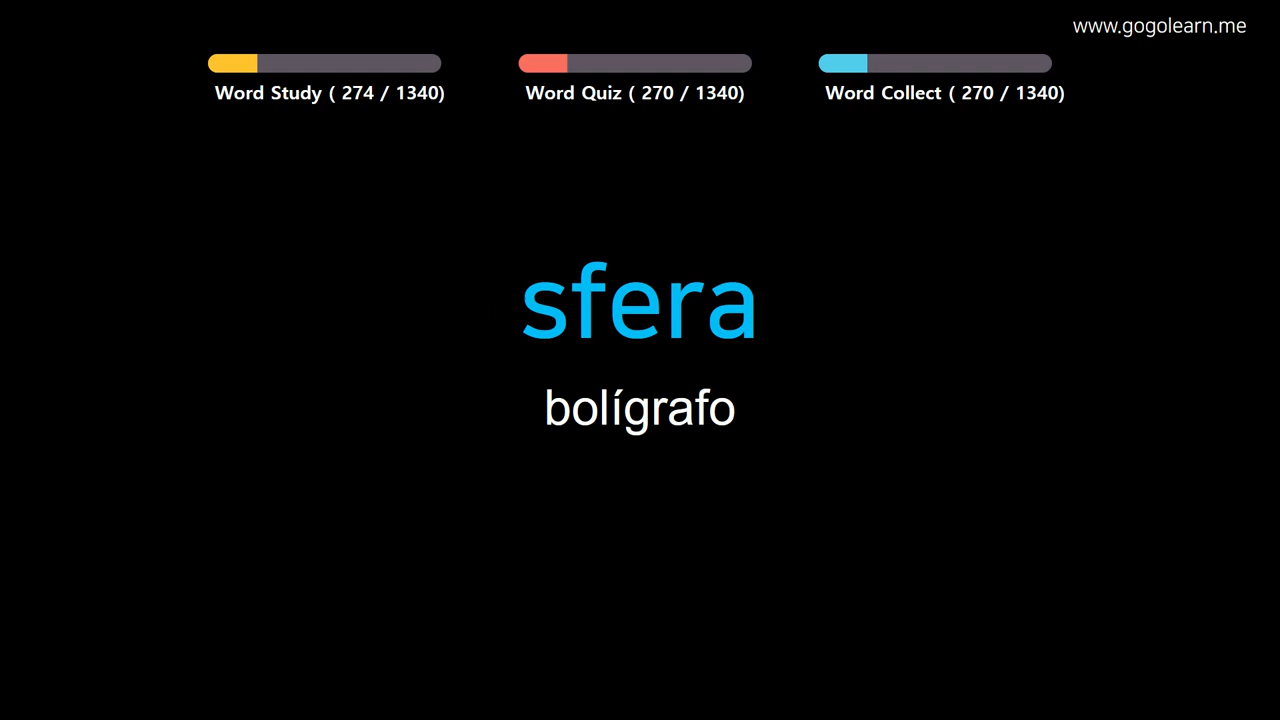 www.gogolearn.me
Word Study ( 274 / 1340)
Word Quiz ( 270 / 1340)
Word Collect ( 270 / 1340)
sfera
bolígrafo